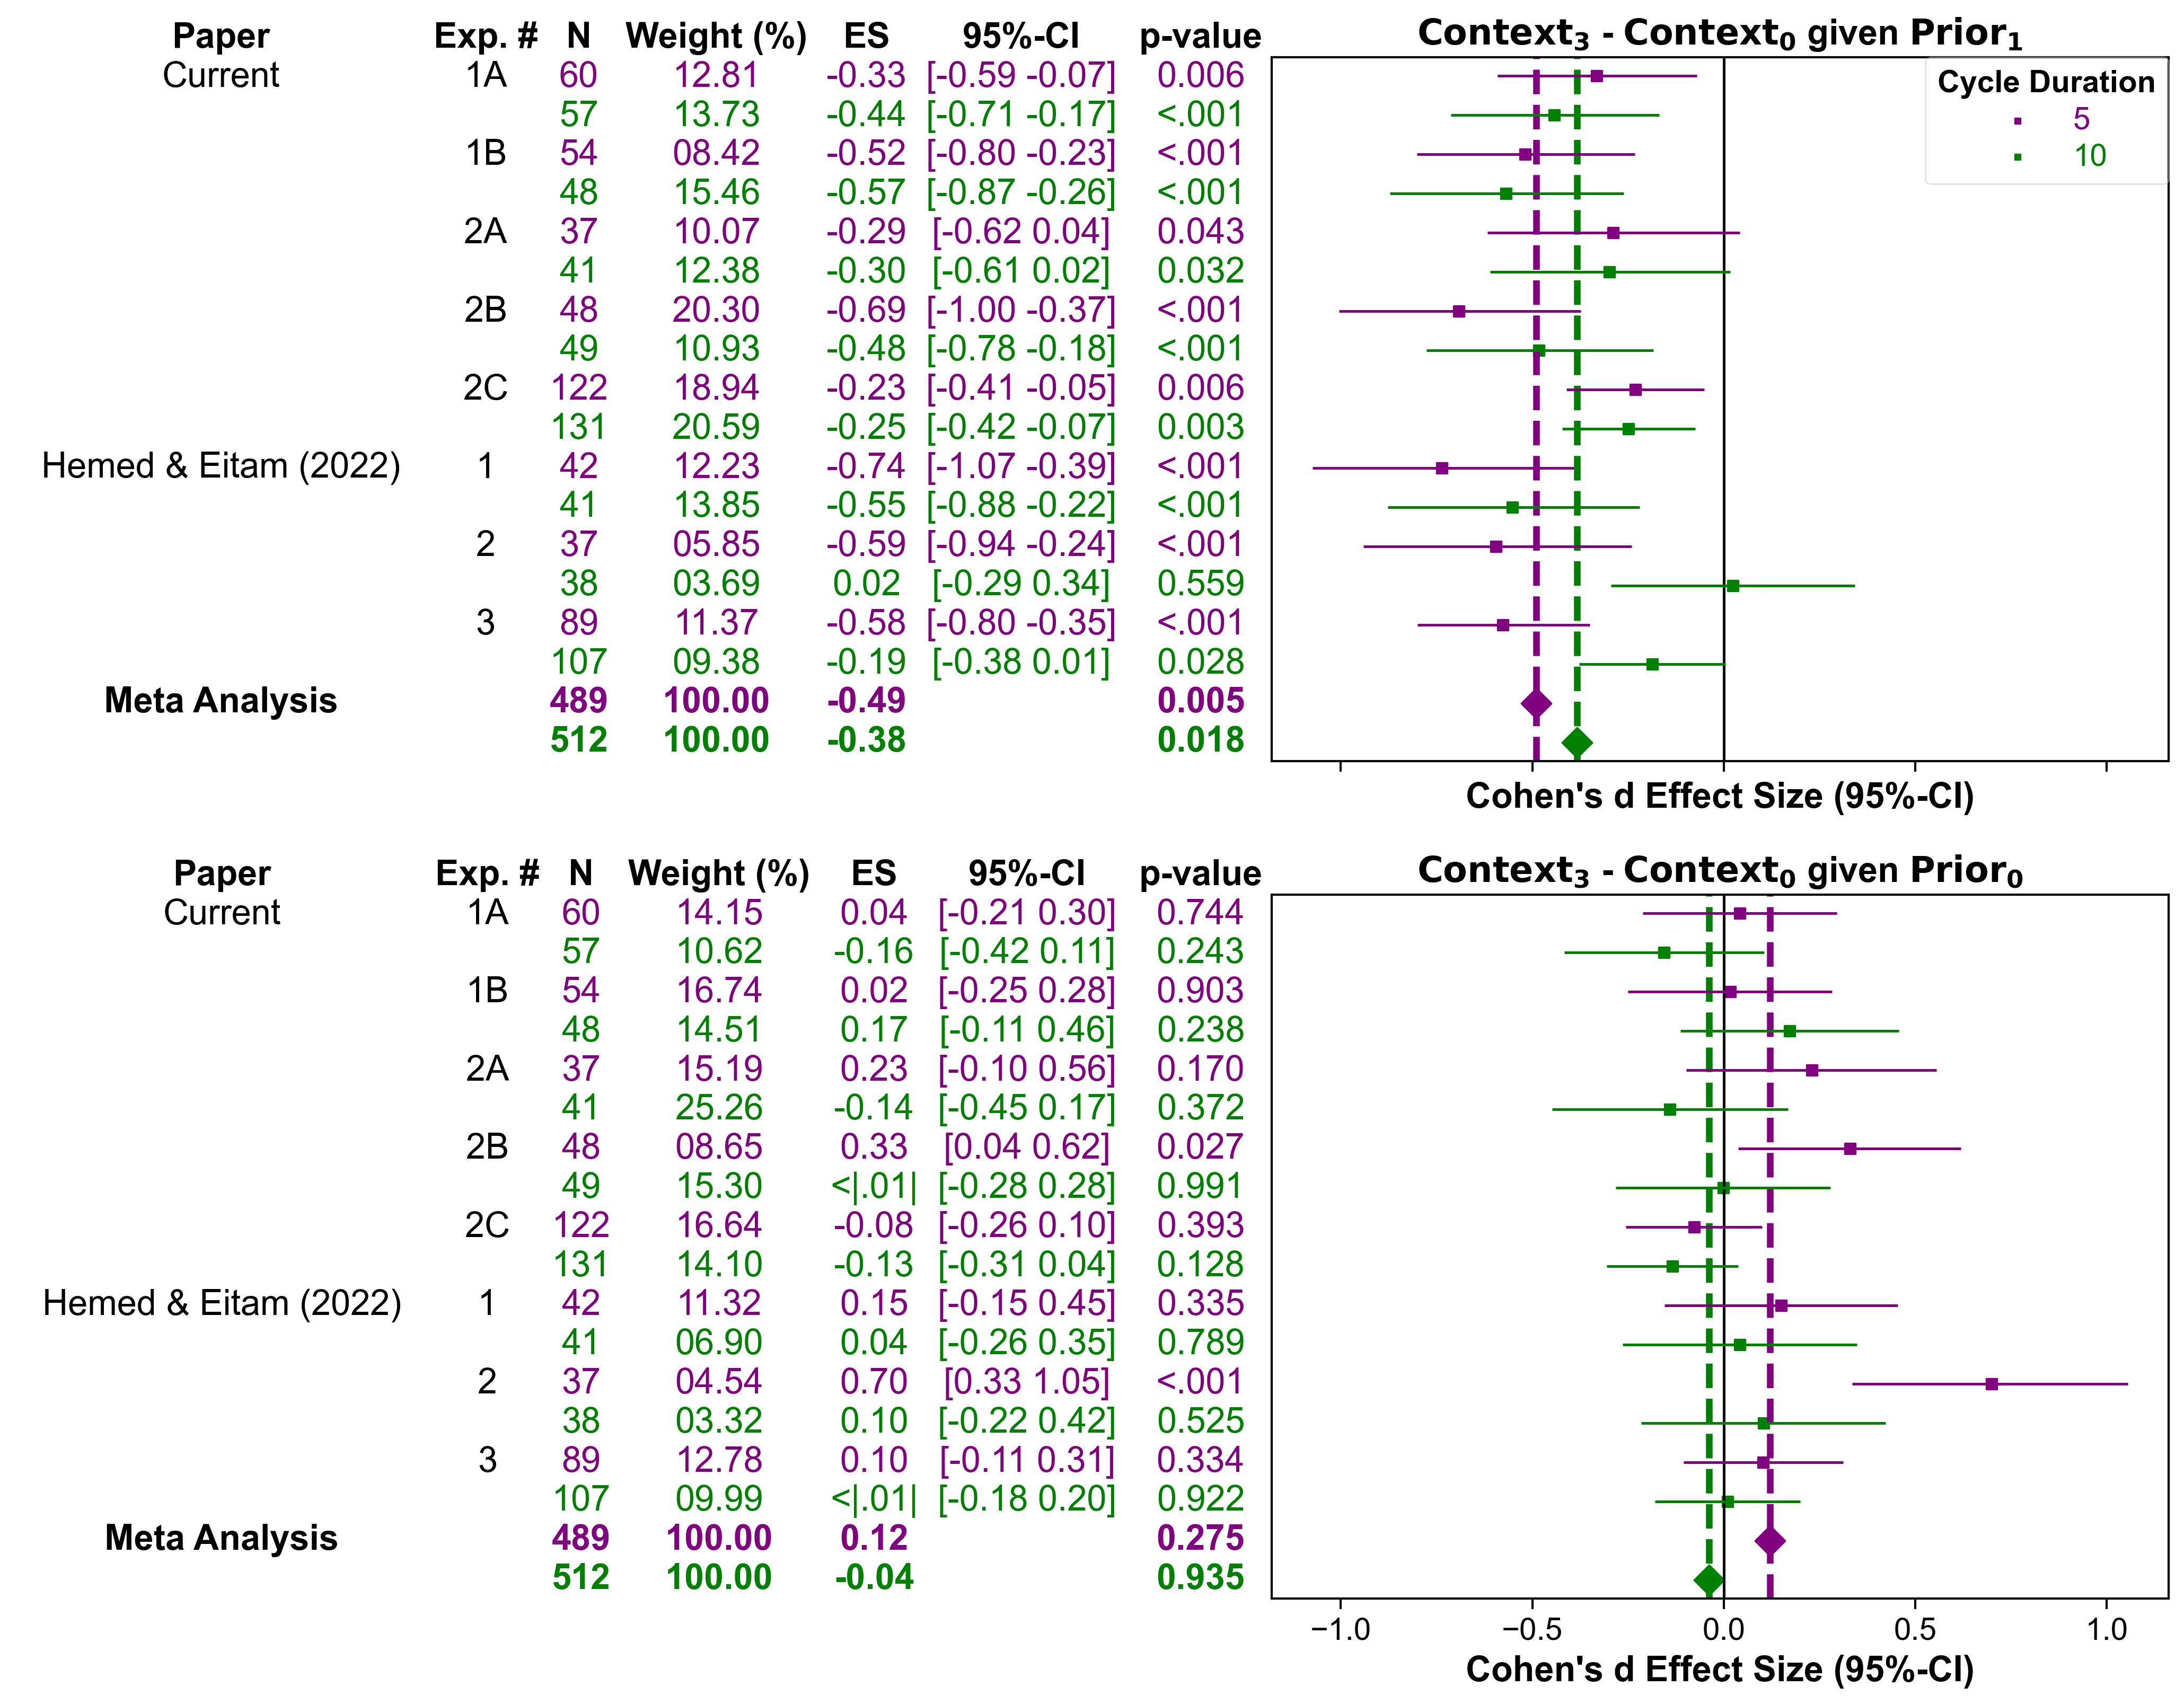 Paper Exp. # N Weight (%) ES 95%-CI p-value Context₃ - Context₀ given Prior₁
Current 1A 60 12.81 -0.33 [-0.59 -0.07] 0.006
57 13.73 -0.44 [-0.71 -0.17] <.001
1B 54 08.42 -0.52 [-0.80 -0.23] <.001
48 15.46 -0.57 [-0.87 -0.26] <.001
2A 37 10.07 -0.29 [-0.62 0.04] 0.043
41 12.38 -0.30 [-0.61 0.02] 0.032
2B 48 20.30 -0.69 [-1.00 -0.37] <.001
49 10.93 -0.48 [-0.78 -0.18] <.001
2C 122 18.94 -0.23 [-0.41 -0.05] 0.006
131 20.59 -0.25 [-0.42 -0.07] 0.003
Hemed & Eitam (2022) 1 42 12.23 -0.74 [-1.07 -0.39] <.001
41 13.85 -0.55 [-0.88 -0.22] <.001
2 37 05.85 -0.59 [-0.94 -0.24] <.001
38 03.69 0.02 [-0.29 0.34] 0.559
3 89 11.37 -0.58 [-0.80 -0.35] <.001
107 09.38 -0.19 [-0.38 0.01] 0.028
Meta Analysis 489 100.00 -0.49 0.005
512 100.00 -0.38 0.018
Cycle Duration
5
10
Cohen's d Effect Size (95%-CI)
Paper Exp. # N Weight (%) ES 95%-CI p-value Context₃ - Context₀ given Prior₀
Current 1A 60 14.15 0.04 [-0.21 0.30] 0.744
57 10.62 -0.16 [-0.42 0.11] 0.243
1B 54 16.74 0.02 [-0.25 0.28] 0.903
48 14.51 0.17 [-0.11 0.46] 0.238
2A 37 15.19 0.23 [-0.10 0.56] 0.170
41 25.26 -0.14 [-0.45 0.17] 0.372
2B 48 08.65 0.33 [0.04 0.62] 0.027
49 15.30 <|.01| [-0.28 0.28] 0.991
2C 122 16.64 -0.08 [-0.26 0.10] 0.393
131 14.10 -0.13 [-0.31 0.04] 0.128
Hemed & Eitam (2022) 1 42 11.32 0.15 [-0.15 0.45] 0.335
41 06.90 0.04 [-0.26 0.35] 0.789
2 37 04.54 0.70 [0.33 1.05] <.001
38 03.32 0.10 [-0.22 0.42] 0.525
3 89 12.78 0.10 [-0.11 0.31] 0.334
107 09.99 <|.01| [-0.18 0.20] 0.922
Meta Analysis 489 100.00 0.12 0.275
512 100.00 -0.04 0.935
−1.0 −0.5 0.0 0.5 1.0
Cohen's d Effect Size (95%-CI)